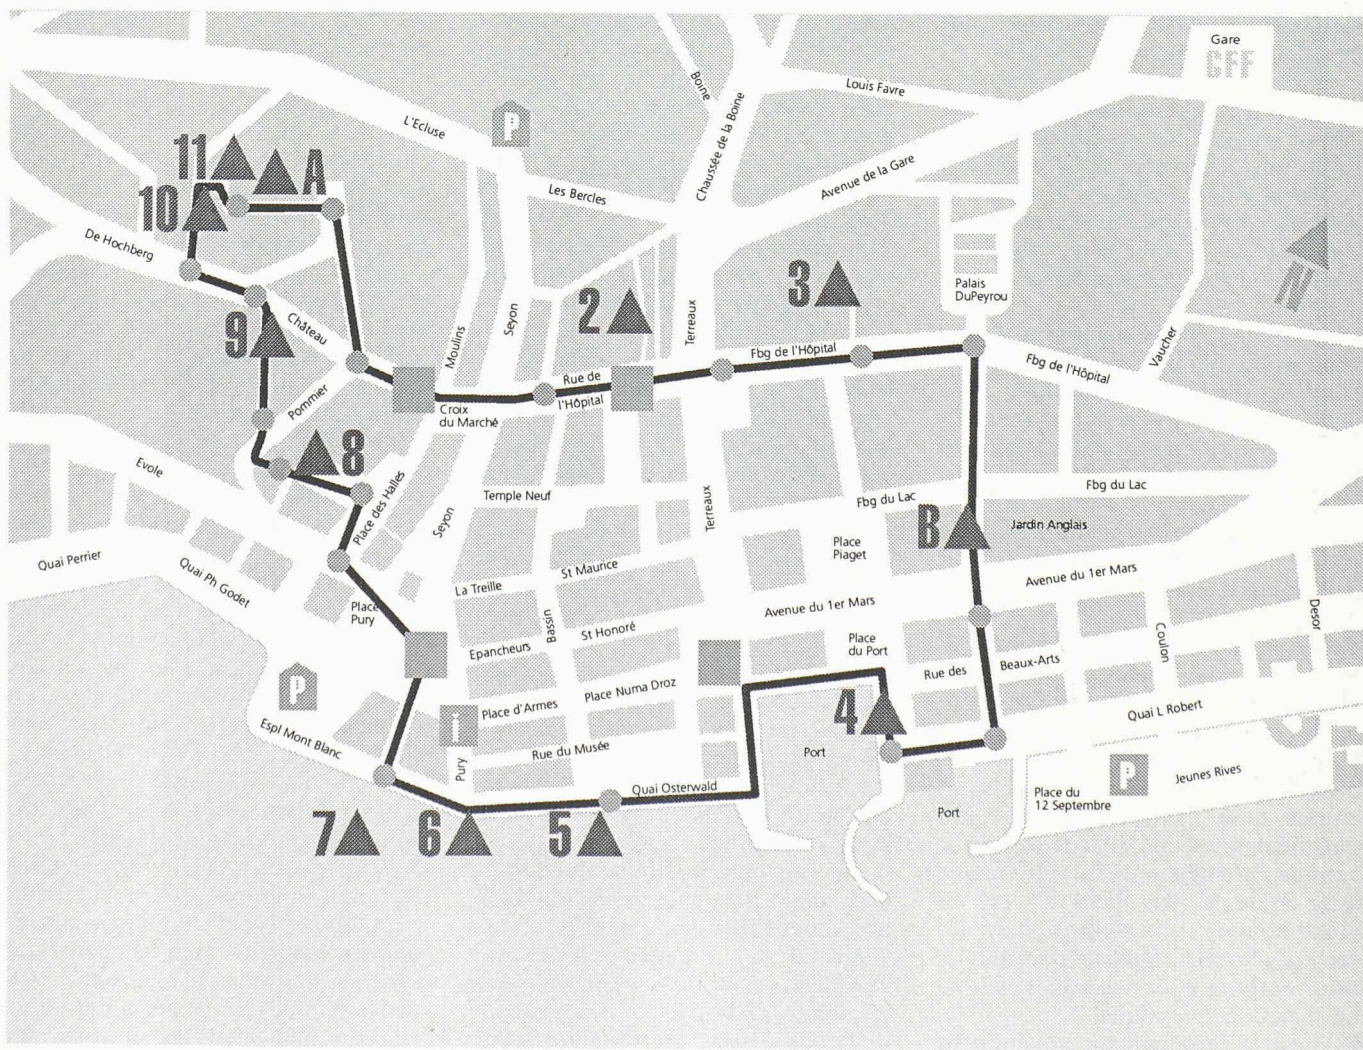 Gare
CFF
Boine
Louis Favre
L'Ecluse
P
Chaussée de la Boine
Avenue de la Gare
Les Bercles
11
A
10
De Hochberg
N
Palais
DuPeyrou
3
2
Terreaux
Seyon
Moulins
Château
9
Vaucher
Fbg de l'Hôpital
Fbg de l'Hôpital
Rue de
l'Hôpital
Croix
du Marché
Pommier
8
Evole
Place des Halles
Temple Neuf
Seyon
Terreaux
Fbg du Lac
Fbg du Lac
B
Jardin Anglais
Place
Piaget
Quai Perrier
Quai Ph Godet
St Maurice
La Treille
Avenue du 1er Mars
Avenue du 1er Mars
Place
Pury
Bassin
St Honoré
Epancheurs
Place
du Port
Rue des
Beaux-Arts
Coulon
Desor
P
Place Numa Droz
Place d'Armes
i
4
Quai L Robert
Espl Mont Blanc
Rue du Musée
Pury
Port
P
Jeunes Rives
Quai Osterwald
Place du
12 Septembre
Port
7
6
5